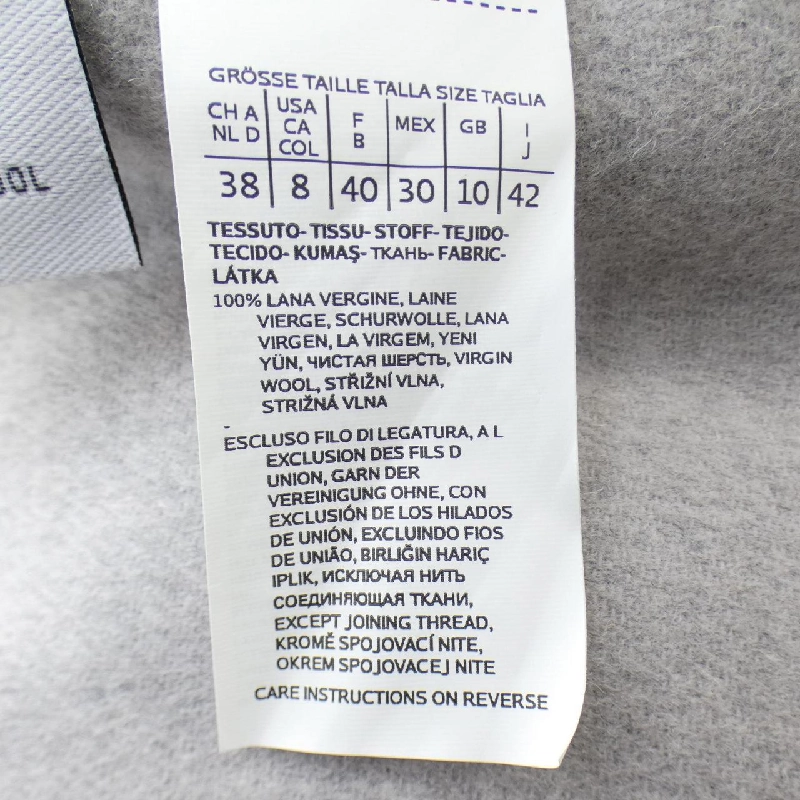 GRÖSSE TAILLE TALLA SIZE TAGLIA
CH A NL D | USA CA COL | F B | MEX | GB | I J
38 | 8 | 40 | 30 | 10 | 42
TESSUTO- TISSU- STOFF- TEJIDO-
TECIDO- KUMAŞ- ТКАНЬ- FABRIC-
LÁTKA
100% LANA VERGINE, LAINE
VIERGE, SCHURWOLLE, LANA
VIRGEN, LA VIRGEM, YENI
YÜN, ЧИСТАЯ ШЕРСТЬ, VIRGIN
WOOL, STŘIŽNÍ VLNA,
STRIŽNÁ VLNA
-
ESCLUSO FILO DI LEGATURA, A L
EXCLUSION DES FILS D
UNION, GARN DER
VEREINIGUNG OHNE, CON
EXCLUSIÓN DE LOS HILADOS
DE UNIÓN, EXCLUINDO FIOS
DE UNIÃO, BIRLIĞIN HARIÇ
IPLIK, ИСКЛЮЧАЯ НИТЬ
СОЕДИНЯЮЩАЯ ТКАНИ,
EXCEPT JOINING THREAD,
KROMĚ SPOJOVACÍ NITE,
OKREM SPOJOVACEJ NITE
CARE INSTRUCTIONS ON REVERSE